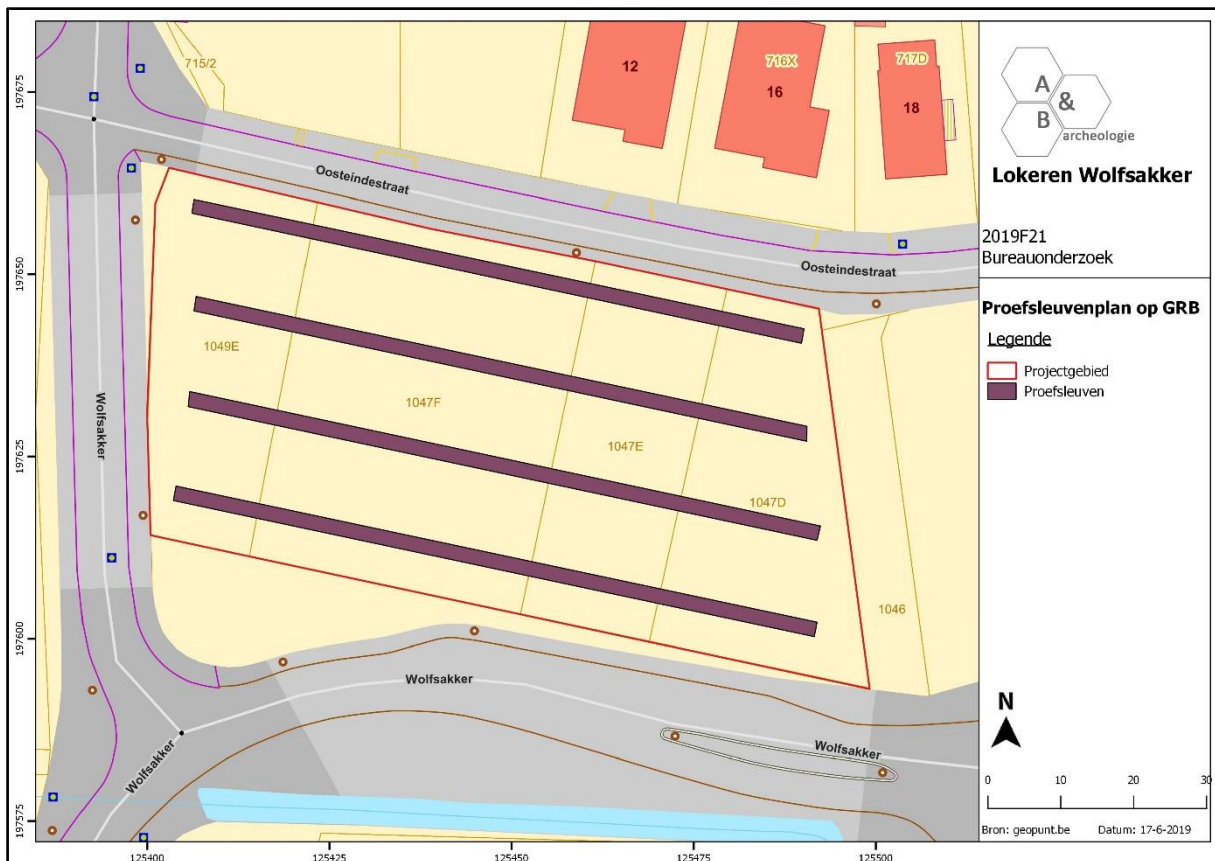 715/2
12
716X
16
717D
18
Oosteindestraat
Oosteindestraat
1049E
1047F
1047E
1047D
1046
Wolfsakker
Wolfsakker
Wolfsakker
Wolfsakker
197675
197650
197625
197600
197575
125400
125425
125450
125475
125500
A
&
B
archeologie
Lokeren Wolfsakker
2019F21
Bureauonderzoek
Proefsleuvenplan op GRB
Legende
Projectgebied
Proefsleuven
N
0 10 20 30
Bron: geopunt.be Datum: 17-6-2019